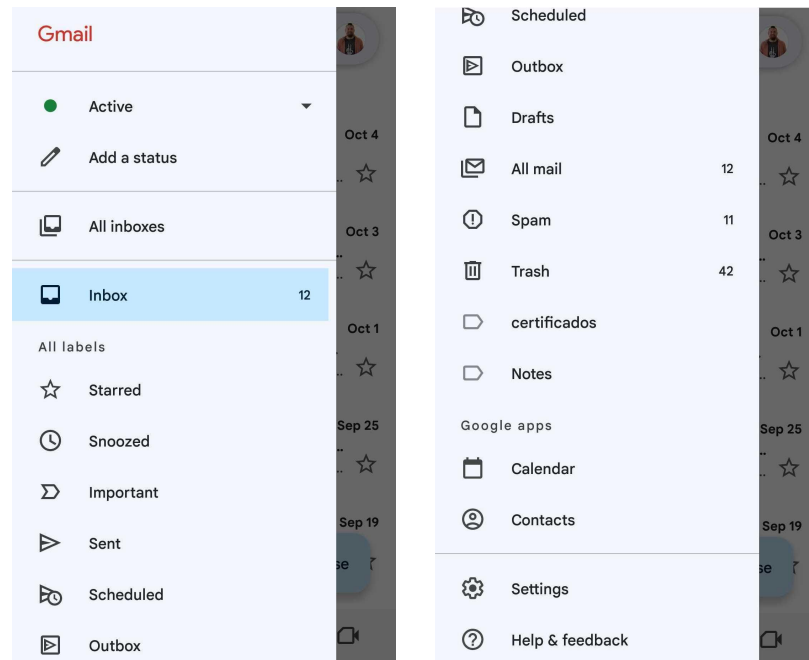 Gmail
Active
Add a status
All inboxes
Inbox 12
All labels
Starred
Snoozed
Important
Sent
Scheduled
Outbox
Oct 4
Oct 3
Oct 1
Sep 25
Sep 19
se
Scheduled
Outbox
Drafts
All mail 12
Spam 11
Trash 42
certificados
Notes
Google apps
Calendar
Contacts
Settings
Help & feedback
Oct 4
Oct 3
Oct 1
Sep 25
Sep 19
se